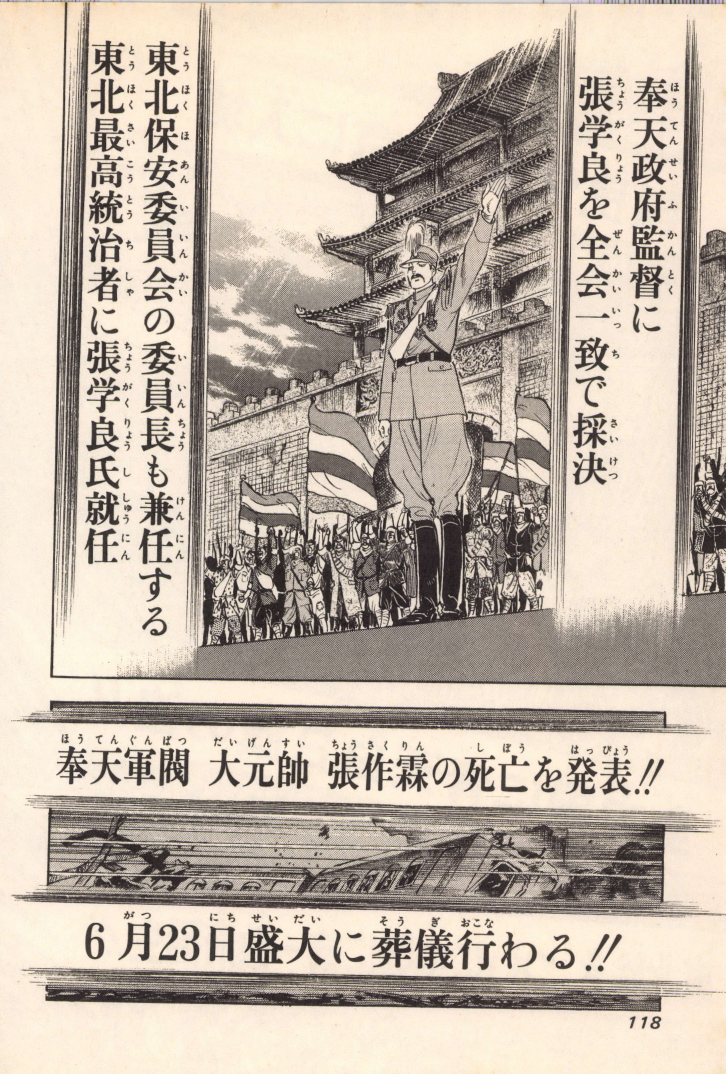 奉天政府監督に
張学良を全会一致で採決
東北保安委員会の委員長も兼任する
東北最高統治者に張学良氏就任
奉天軍閥 大元帥 張作霖の死亡を発表!!
6月23日盛大に葬儀行わる!!
118